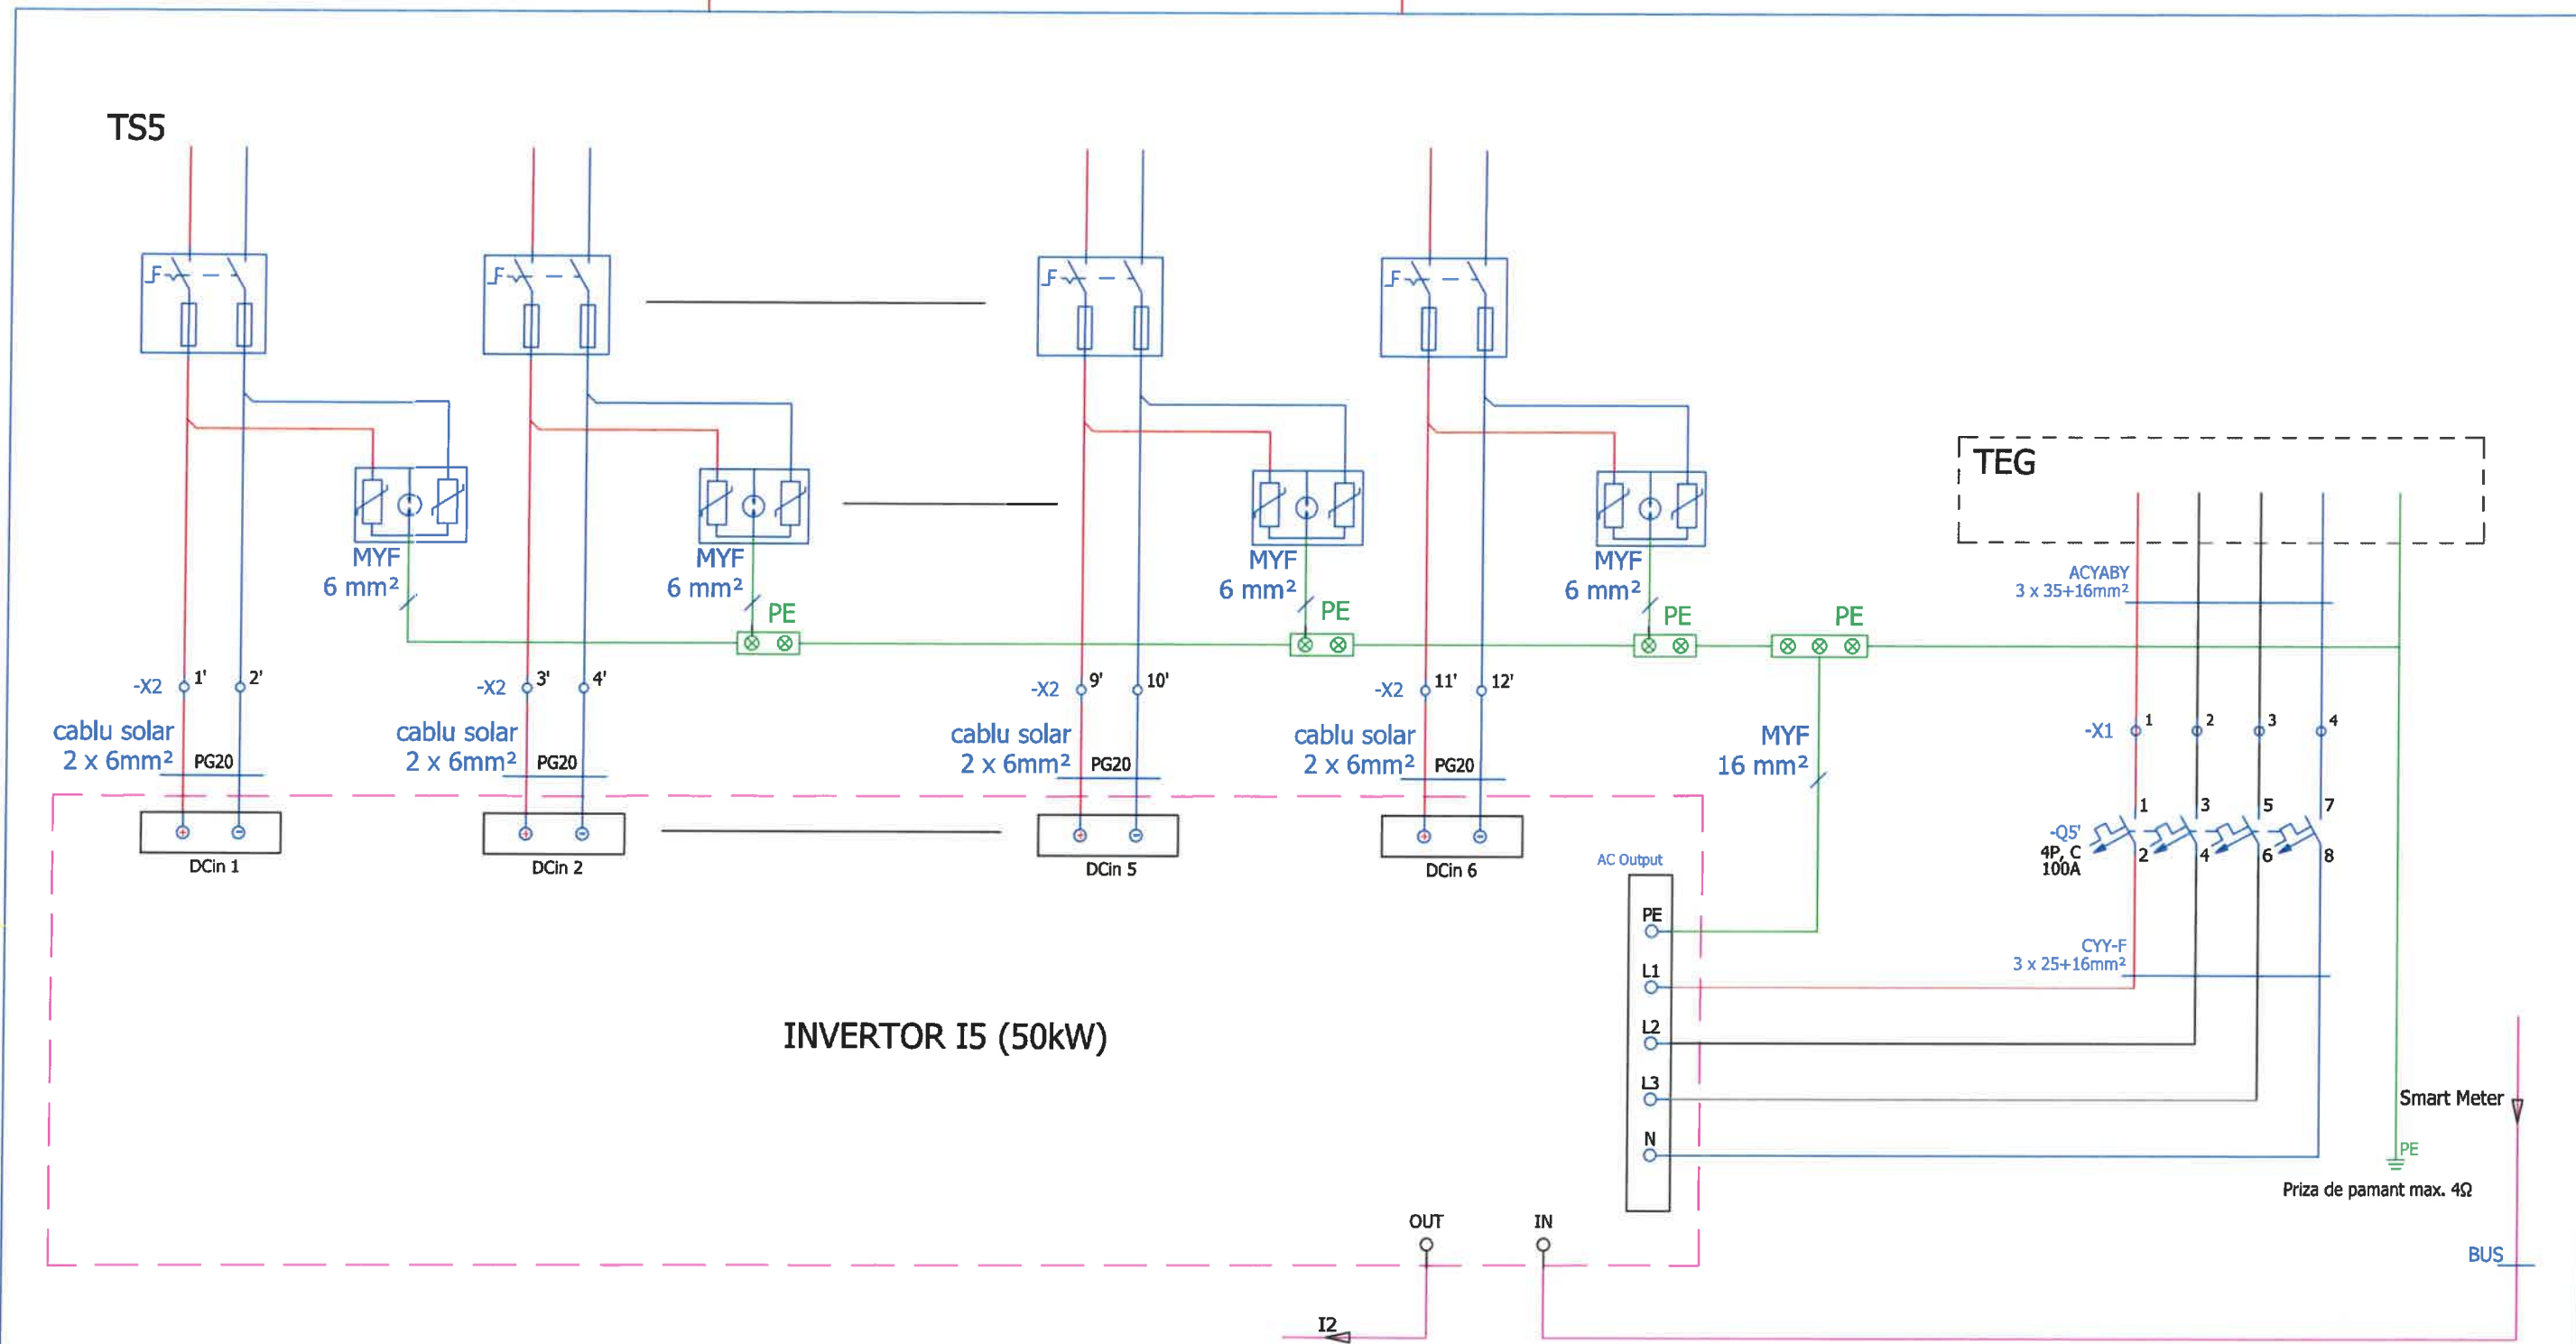 TS5
MYF
6 mm²
MYF
6 mm²
PE
MYF
6 mm²
PE
MYF
6 mm²
PE
PE
TEG
ACYABY
3 x 35+16mm²
-X2 1' 2'
-X2 3' 4'
-X2 9' 10'
-X2 11' 12'
cablu solar
2 x 6mm² PG20
cablu solar
2 x 6mm² PG20
cablu solar
2 x 6mm² PG20
cablu solar
2 x 6mm² PG20
MYF
16 mm²
-X1 1 2 3 4
1 3 5 7
-Q5'
4P, C
100A
2 4 6 8
DCin 1
DCin 2
DCin 5
DCin 6
AC Output
PE
L1
L2
L3
N
CYY-F
3 x 25+16mm²
INVERTOR I5 (50kW)
Smart Meter
PE
Priza de pamant max. 4Ω
OUT
IN
BUS
I2